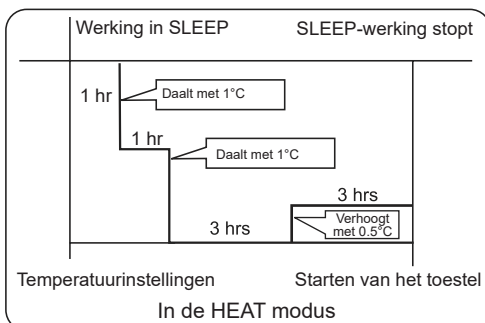 Werking in SLEEP
SLEEP-werking stopt
1 hr
Daalt met 1°C
1 hr
Daalt met 1°C
3 hrs
3 hrs
Verhoogt
met 0.5°C
Temperatuurinstellingen
Starten van het toestel
In de HEAT modus